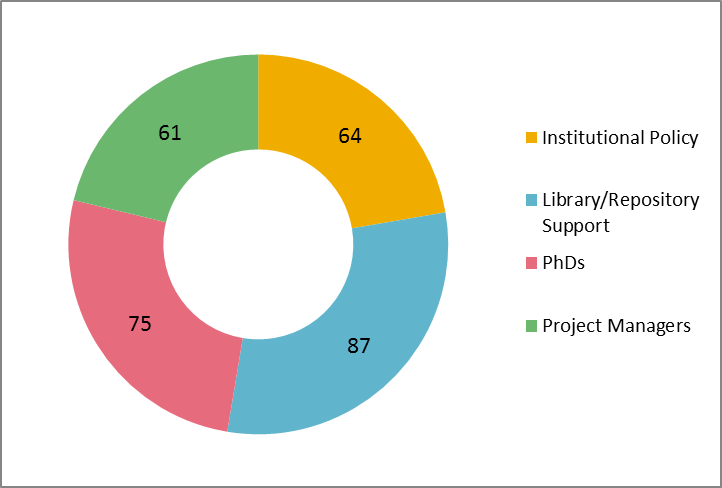 61
64
75
87
Institutional Policy
Library/Repository
Support
PhDs
Project Managers